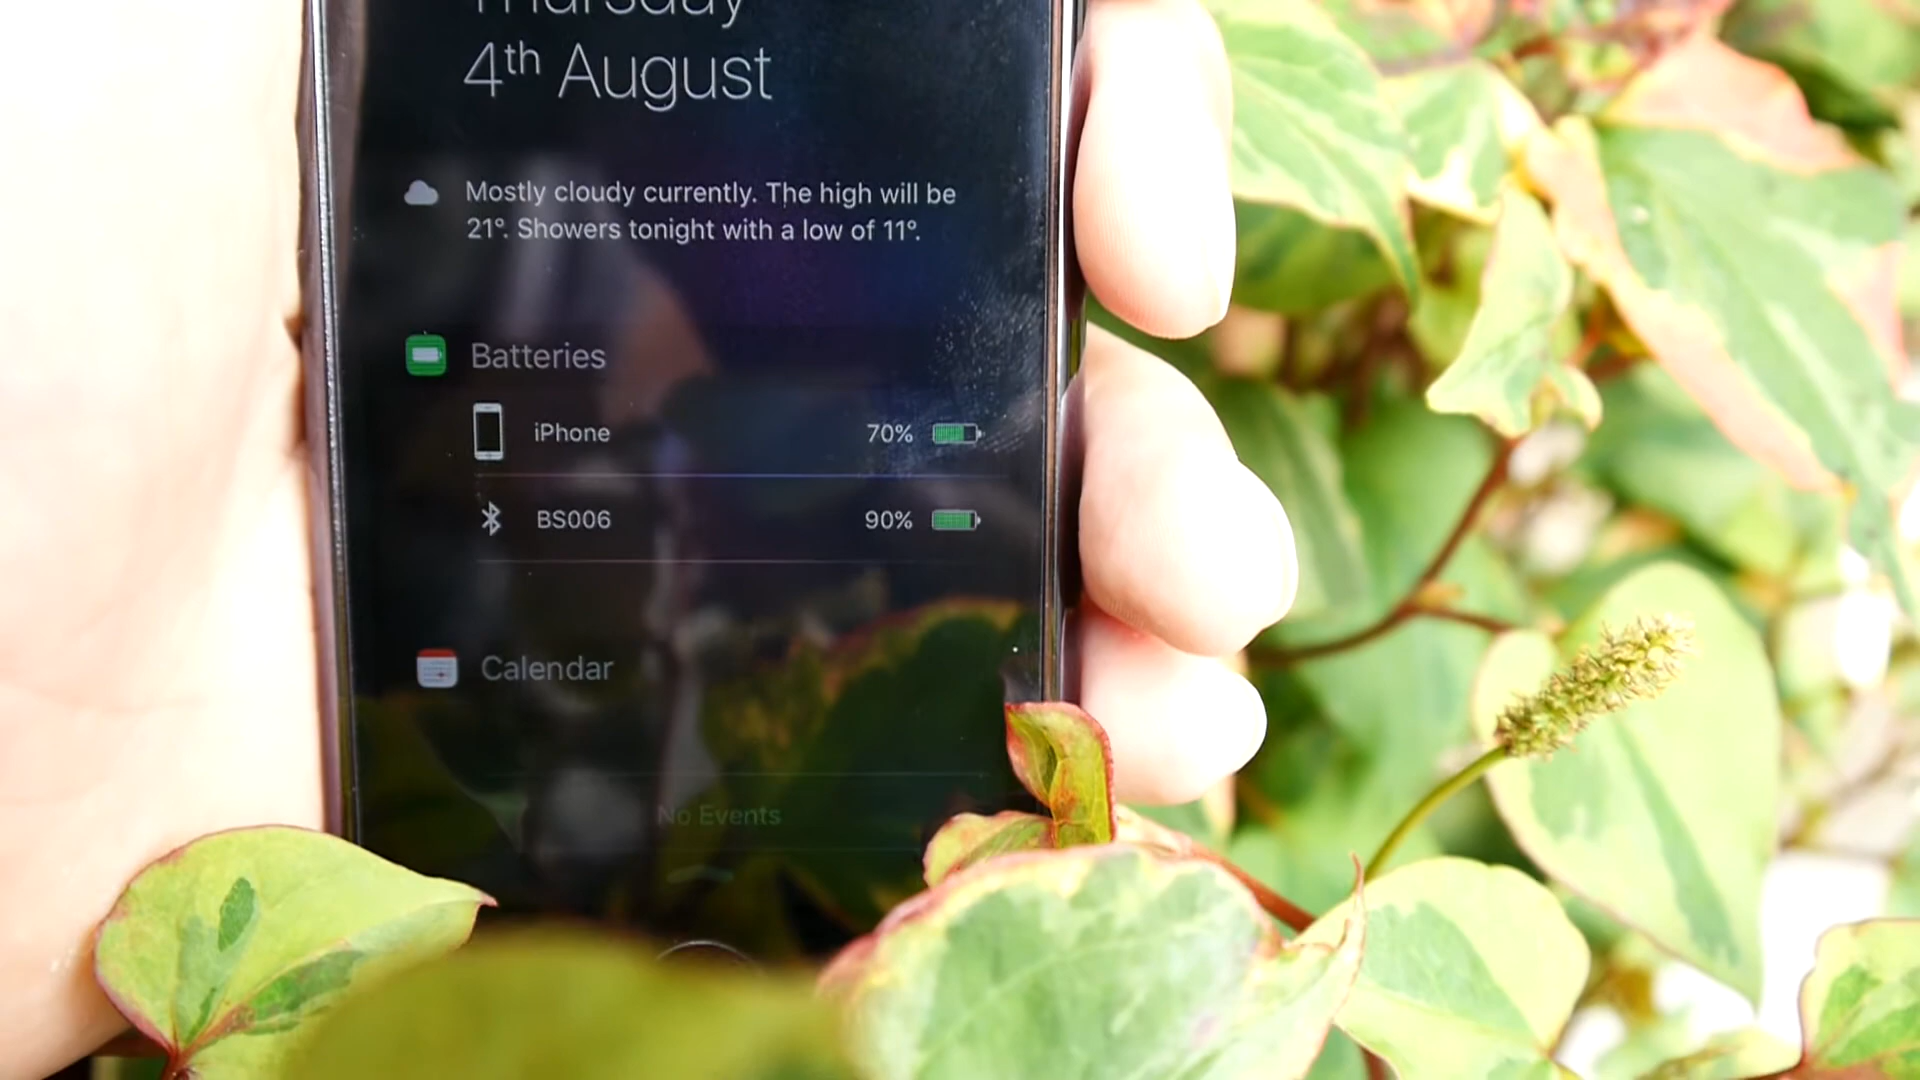 Thursday
4th August
Mostly cloudy currently. The high will be
21°. Showers tonight with a low of 11°.
Batteries
iPhone 70%
BS006 90%
Calendar
No Events